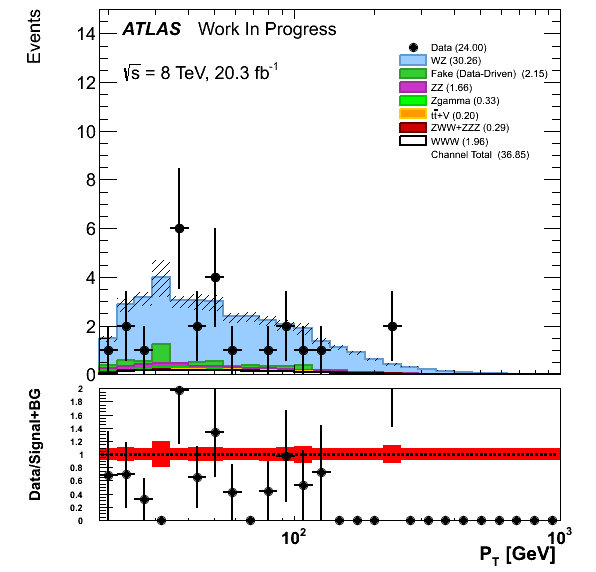 Events
ATLAS Work In Progress
√s = 8 TeV, 20.3 fb⁻¹
Data (24.00)
WZ (30.26)
Fake (Data-Driven) (2.15)
ZZ (1.66)
Zgamma (0.33)
tt̄+V (0.20)
ZWW+ZZZ (0.29)
WWW (1.96)
Channel Total (36.85)
14
12
10
8
6
4
2
0
Data/Signal+BG
2
1.8
1.6
1.4
1.2
1
0.8
0.6
0.4
0.2
0
10²
10³
P_T [GeV]